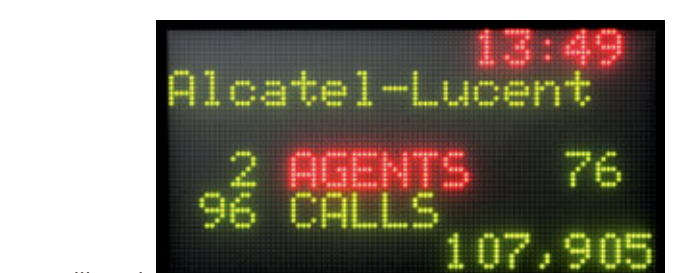 13:49
Alcatel-Lucent
2 AGENTS 76
96 CALLS
107,905